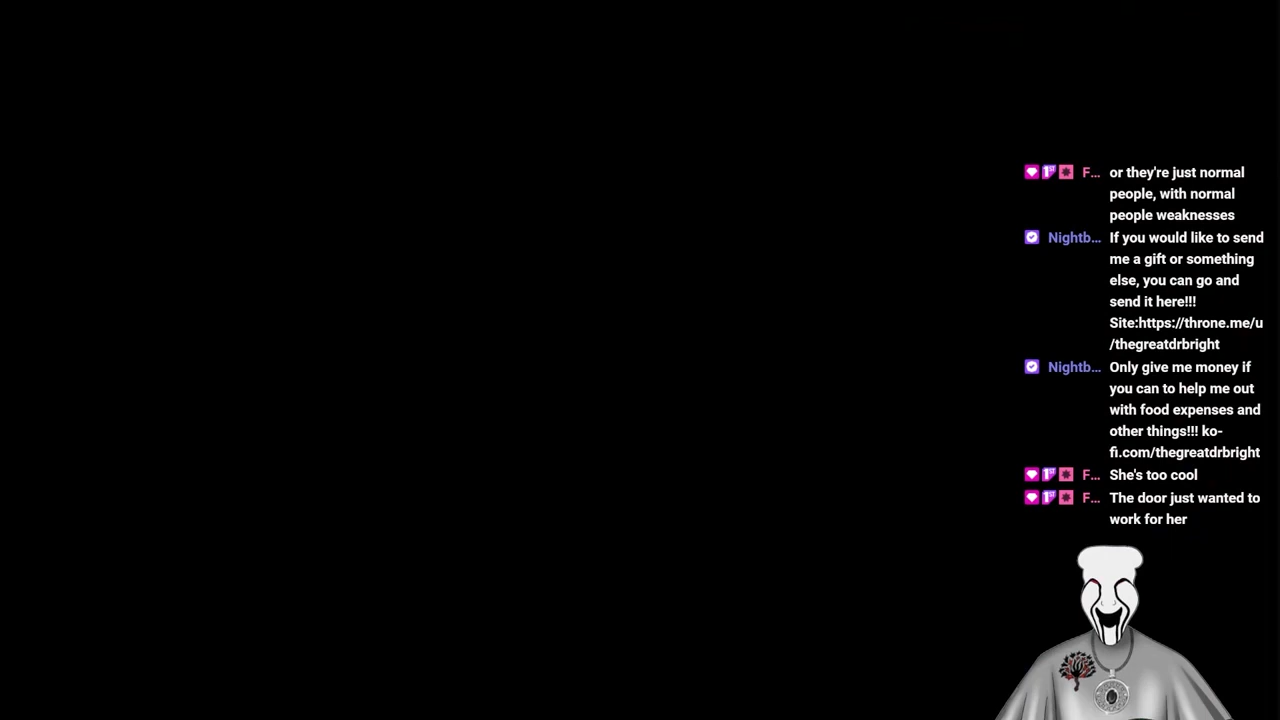 F... or they're just normal
people, with normal
people weaknesses
Nightb... If you would like to send
me a gift or something
else, you can go and
send it here!!!
Site:https://throne.me/u
/thegreatdrbright
Nightb... Only give me money if
you can to help me out
with food expenses and
other things!!! ko-
fi.com/thegreatdrbright
F... She's too cool
F... The door just wanted to
work for her